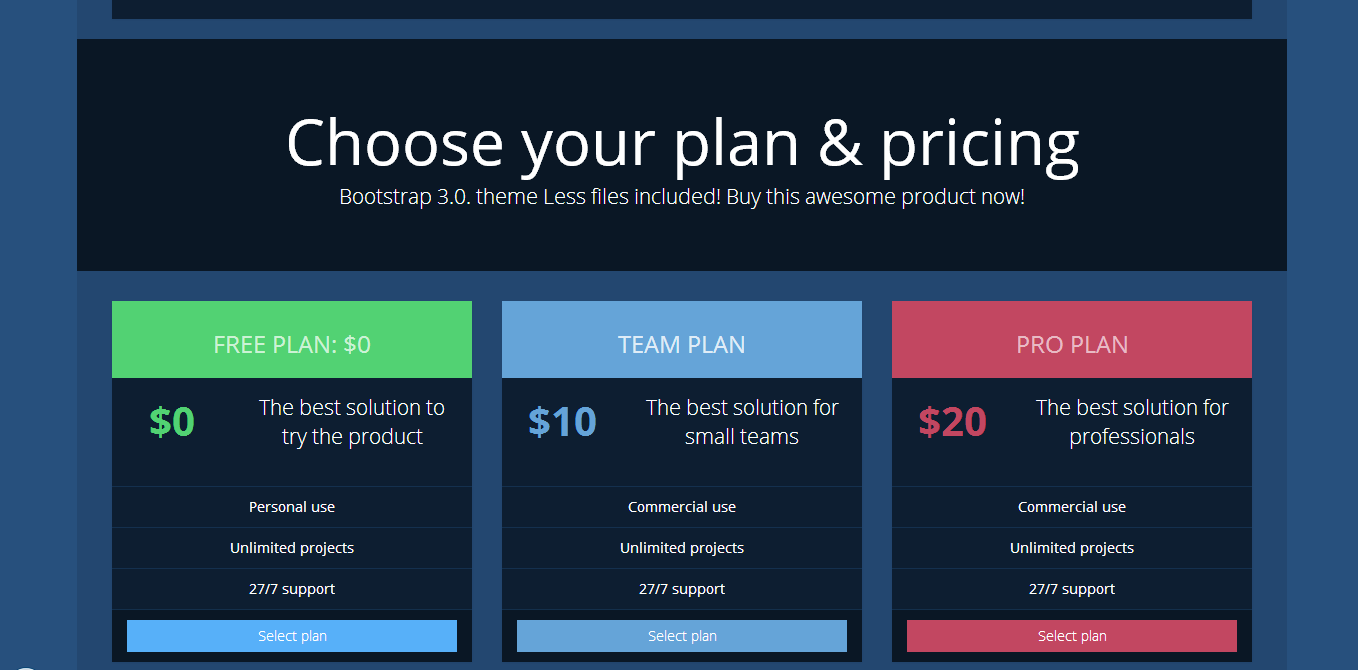 Choose your plan & pricing
Bootstrap 3.0. theme Less files included! Buy this awesome product now!
FREE PLAN: $0
$0
The best solution to
try the product
Personal use
Unlimited projects
27/7 support
Select plan
TEAM PLAN
$10
The best solution for
small teams
Commercial use
Unlimited projects
27/7 support
Select plan
PRO PLAN
$20
The best solution for
professionals
Commercial use
Unlimited projects
27/7 support
Select plan